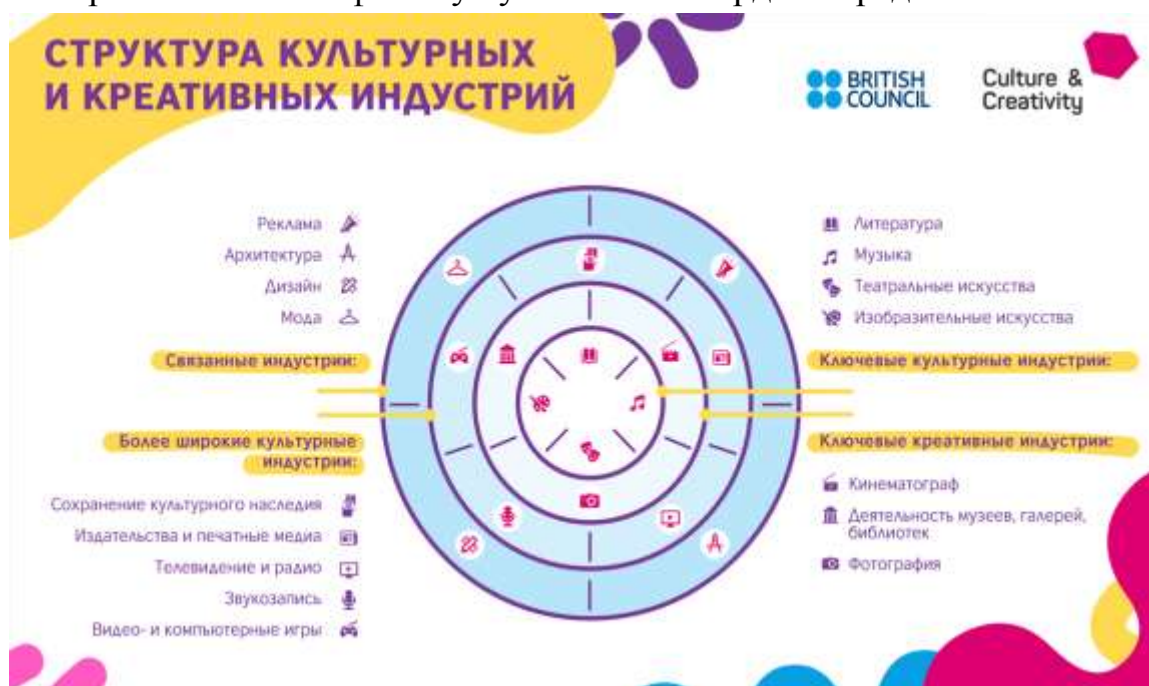 СТРУКТУРА КУЛЬТУРНЫХ
И КРЕАТИВНЫХ ИНДУСТРИЙ
BRITISH
COUNCIL
Culture &
Creativity
Реклама
Архитектура
Дизайн
Мода
Связанные индустрии:
Более широкие культурные
индустрии:
Сохранение культурного наследия
Издательства и печатные медиа
Телевидение и радио
Звукозапись
Видео- и компьютерные игры
Литература
Музыка
Театральные искусства
Изобразительные искусства
Ключевые культурные индустрии:
Ключевые креативные индустрии:
Кинематограф
Деятельность музеев, галерей,
библиотек
Фотография